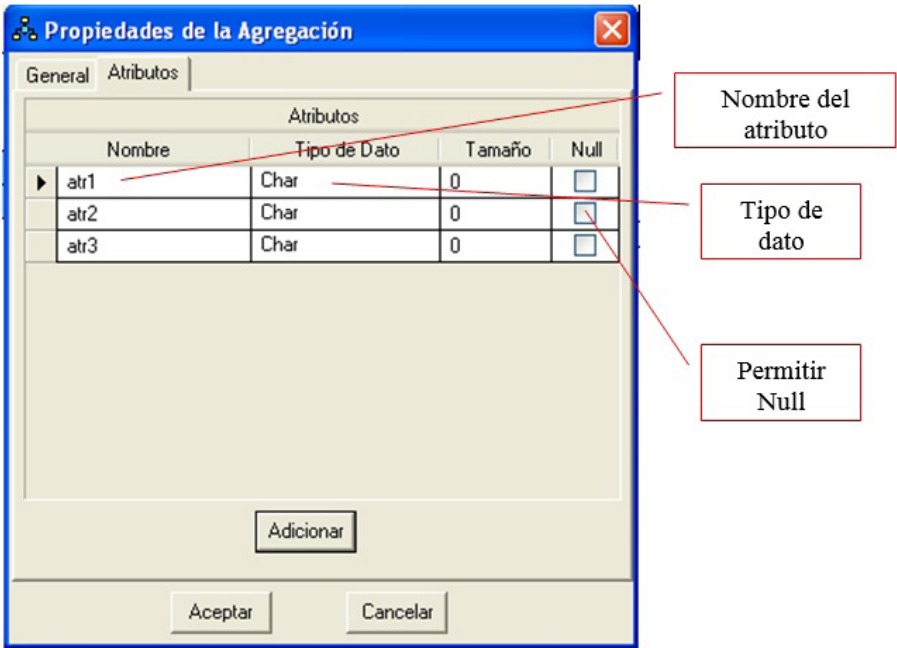 Propiedades de la Agregación
General Atributos
Atributos
Nombre Tipo de Dato Tamaño Null
atr1 Char 0
atr2 Char 0
atr3 Char 0
Adicionar
Aceptar Cancelar
Nombre del
atributo
Tipo de
dato
Permitir
Null